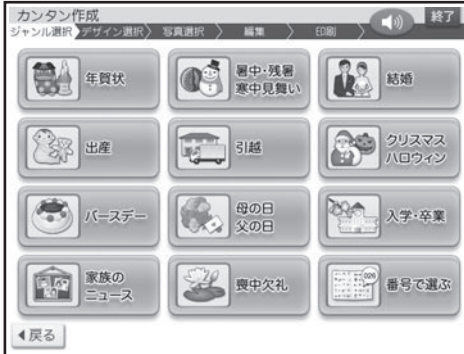 カンタン作成
終了
ジャンル選択
デザイン選択
写真選択
編集
印刷
年賀状
暑中・残暑
寒中見舞い
結婚
出産
引越
クリスマス
ハロウィン
バースデー
母の日
父の日
入学・卒業
家族の
ニュース
喪中欠礼
026
番号で選ぶ
戻る